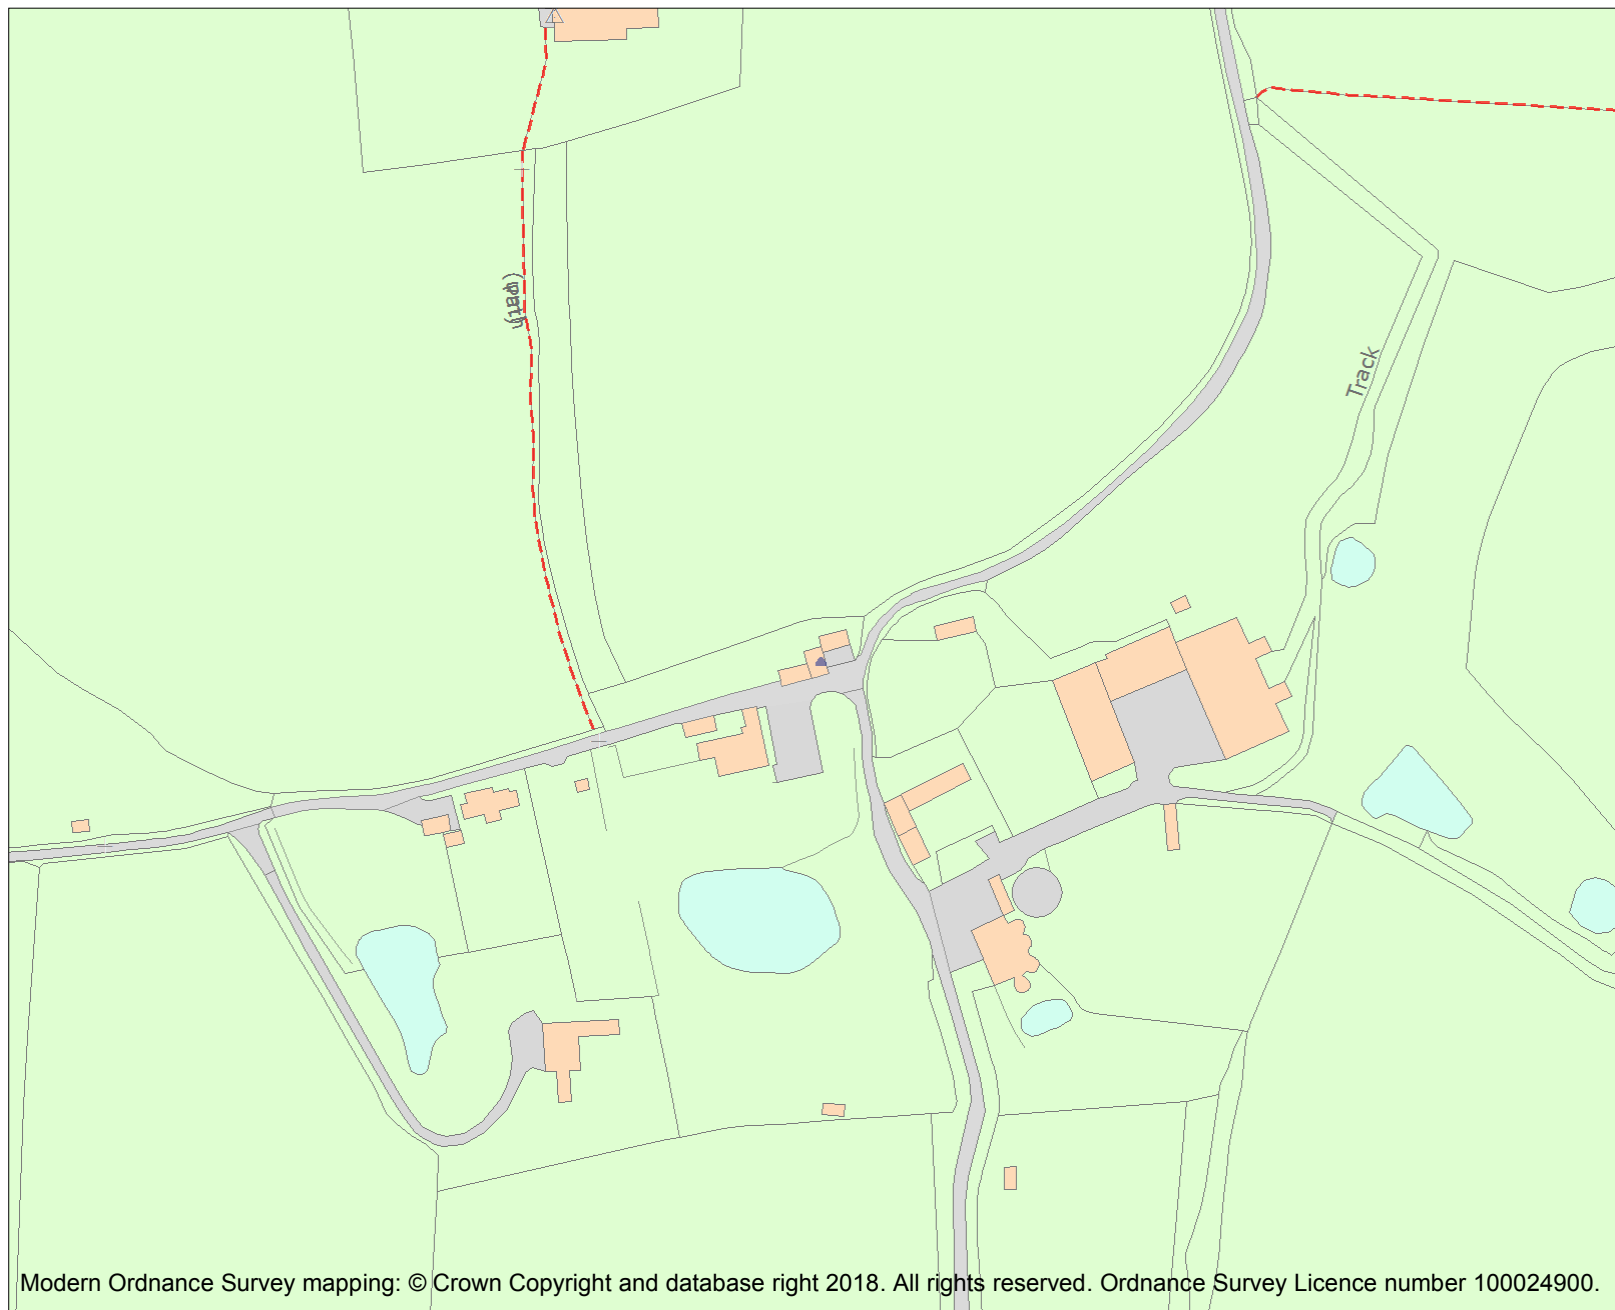 (path)
Track
Modern Ordnance Survey mapping: © Crown Copyright and database right 2018. All rights reserved. Ordnance Survey Licence number 100024900.